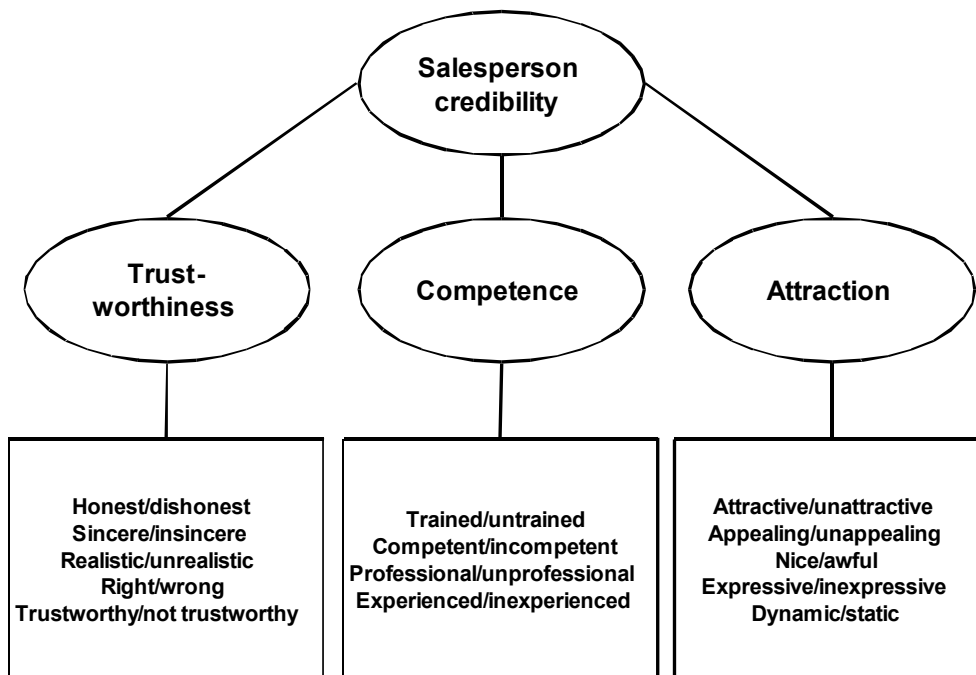 Salesperson
credibility
Trust-
worthiness
Competence
Attraction
Honest/dishonest
Sincere/insincere
Realistic/unrealistic
Right/wrong
Trustworthy/not trustworthy
Trained/untrained
Competent/incompetent
Professional/unprofessional
Experienced/inexperienced
Attractive/unattractive
Appealing/unappealing
Nice/awful
Expressive/inexpressive
Dynamic/static